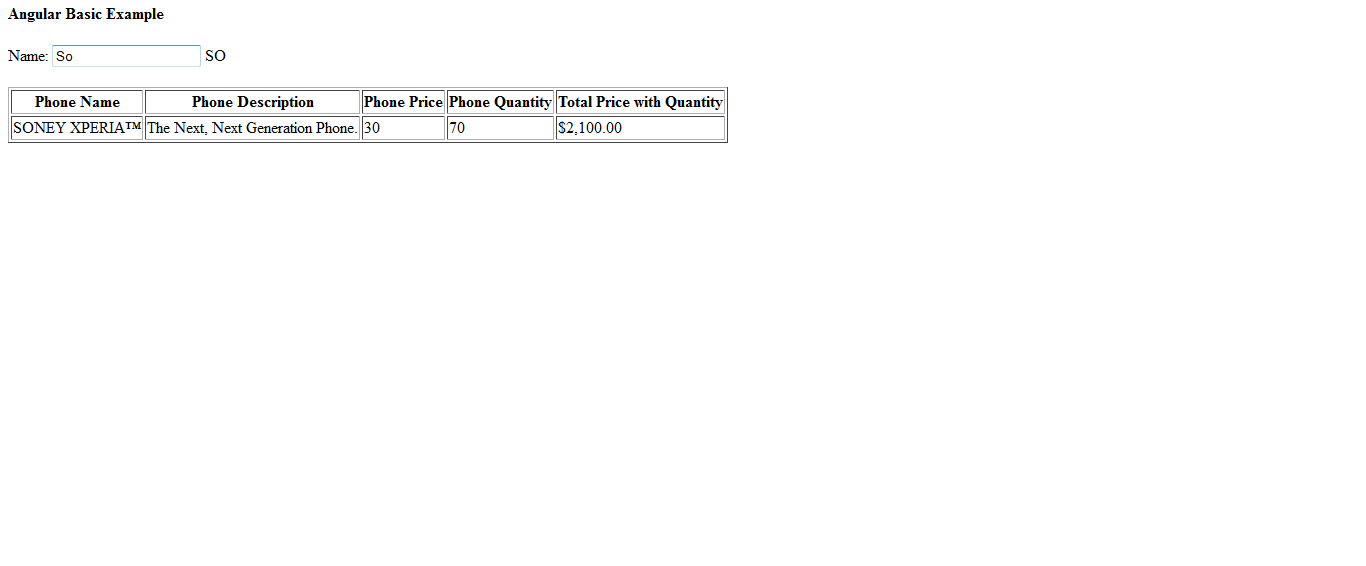 Angular Basic Example
Name: So SO
Phone Name Phone Description Phone Price Phone Quantity Total Price with Quantity
SONEY XPERIA™ The Next, Next Generation Phone. 30 70 $2,100.00